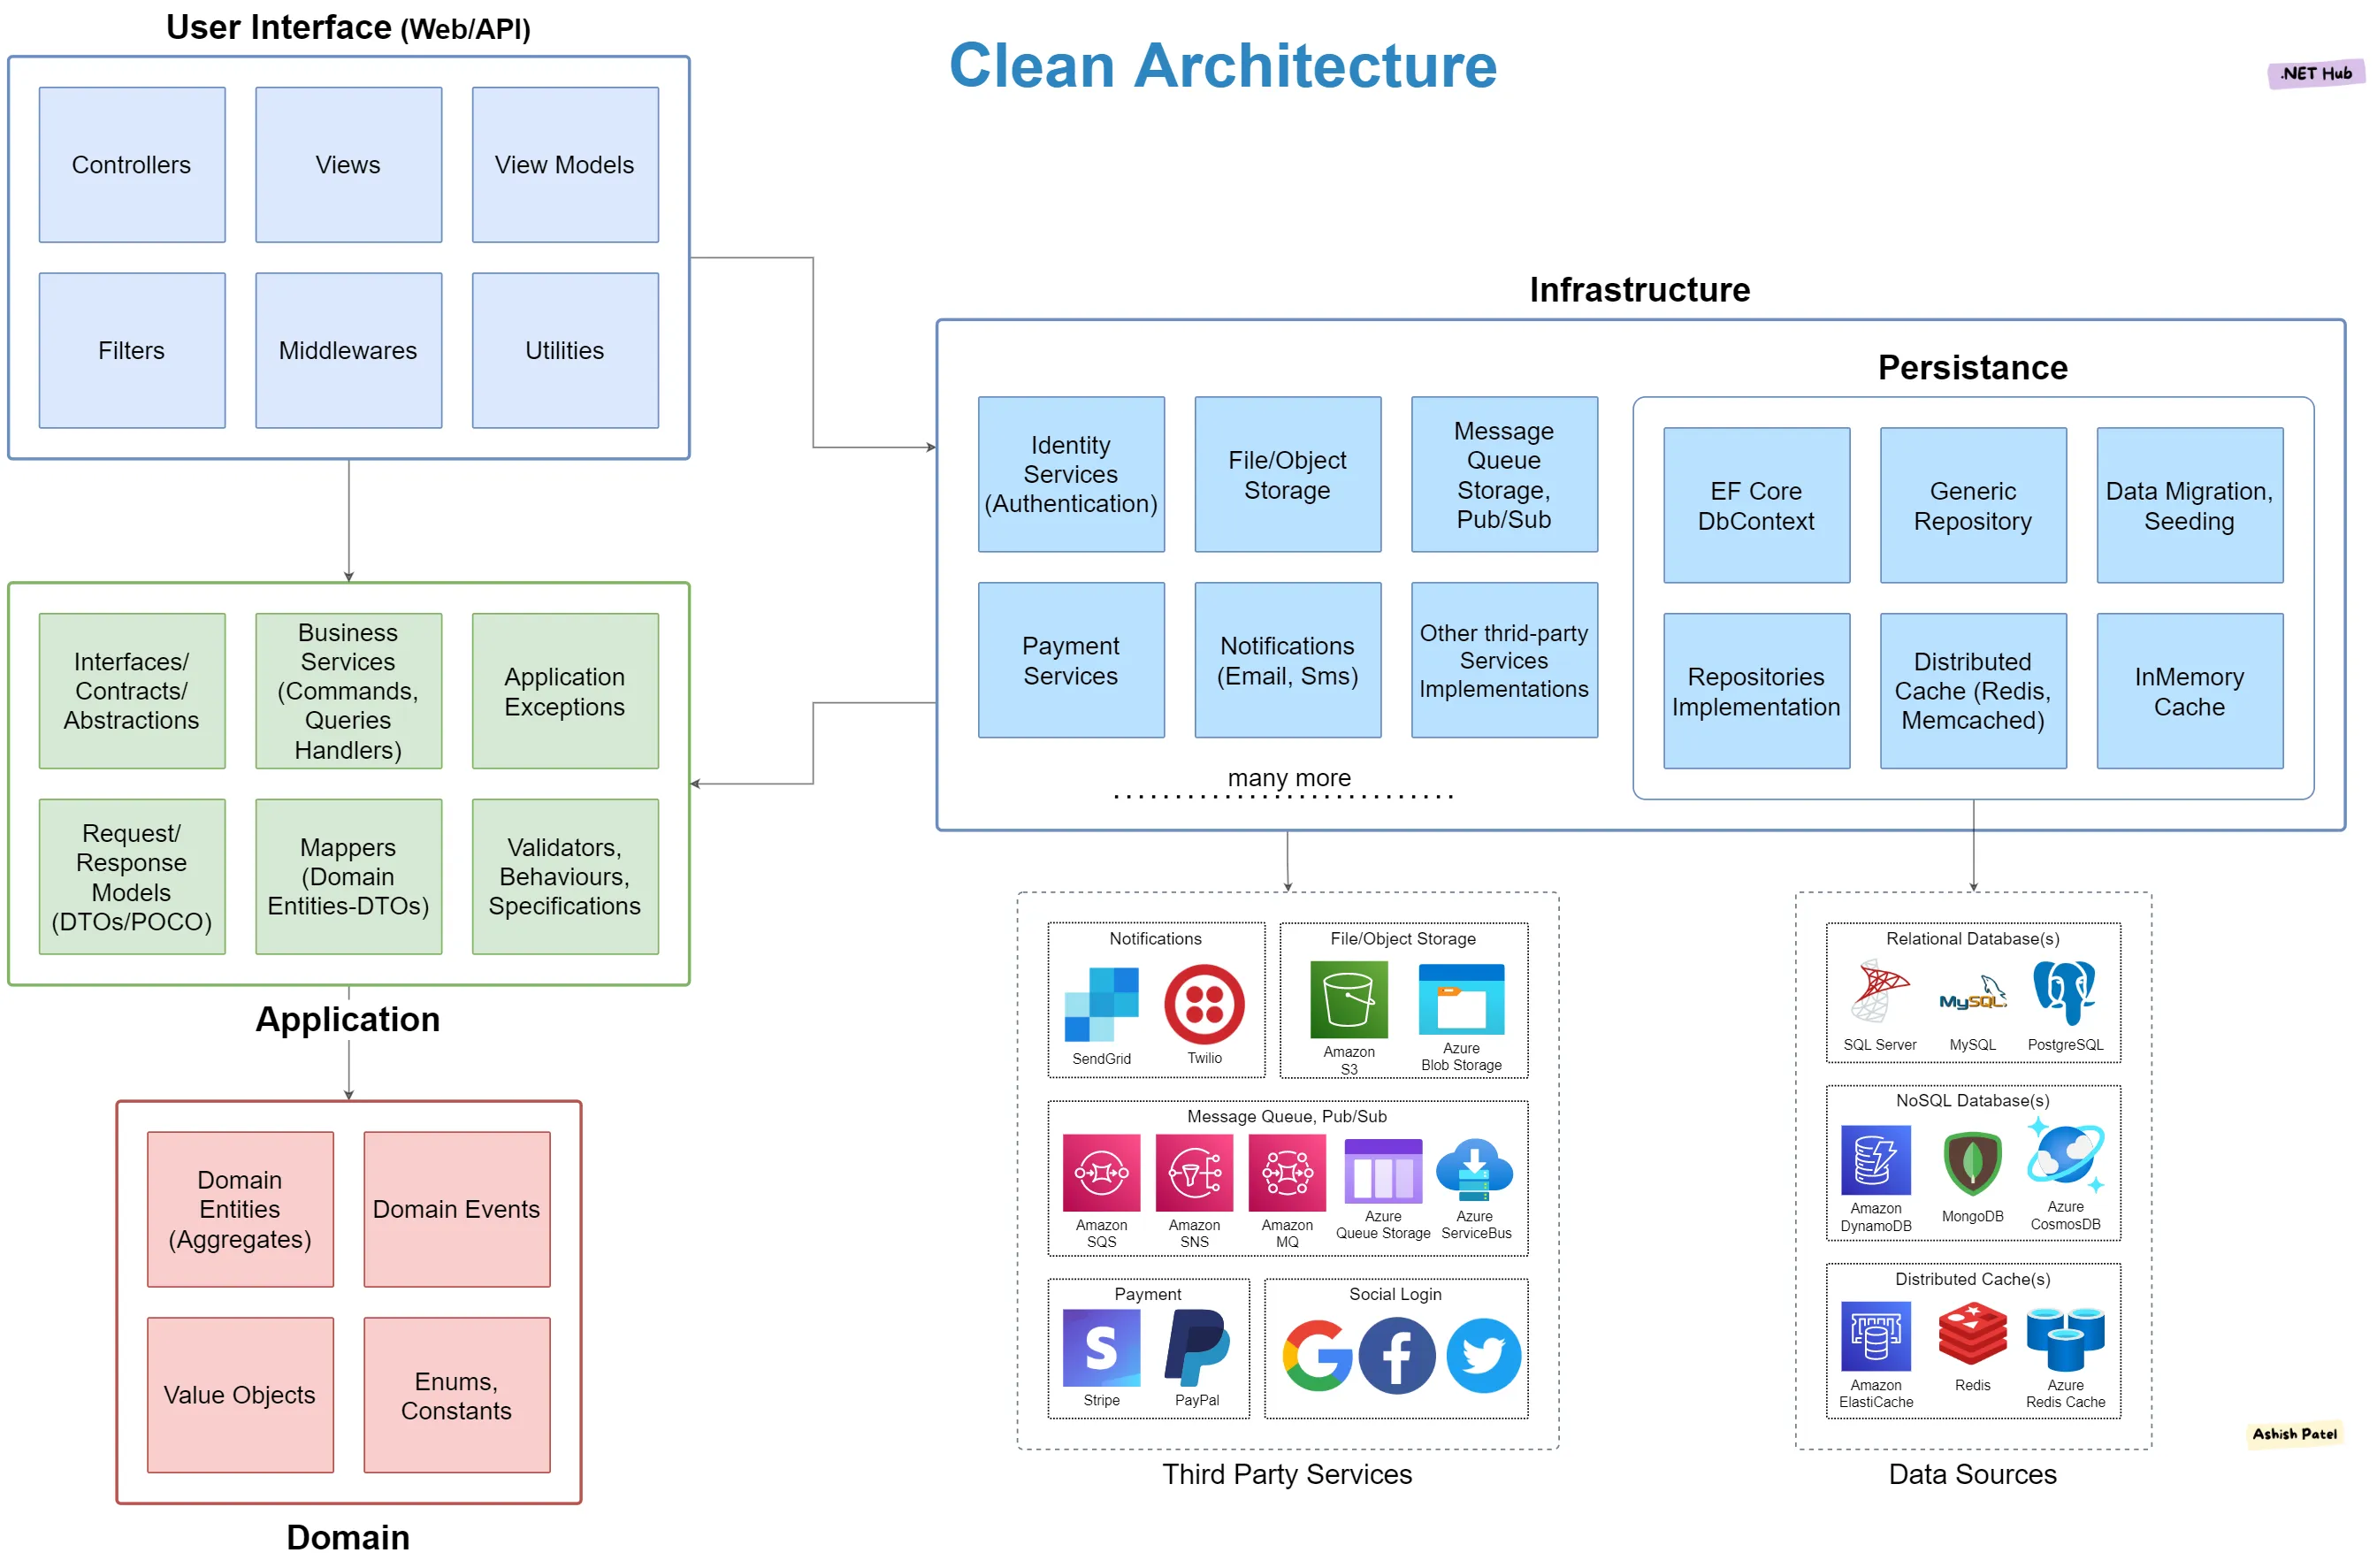 User Interface (Web/API)
Clean Architecture
.NET Hub
Controllers
Views
View Models
Filters
Middlewares
Utilities
Infrastructure
Persistance
Identity
Services
(Authentication)
File/Object
Storage
Message
Queue
Storage,
Pub/Sub
EF Core
DbContext
Generic
Repository
Data Migration,
Seeding
Payment
Services
Notifications
(Email, Sms)
Other thrid-party
Services
Implementations
Repositories
Implementation
Distributed
Cache (Redis,
Memcached)
InMemory
Cache
many more
Interfaces/
Contracts/
Abstractions
Business
Services
(Commands,
Queries
Handlers)
Application
Exceptions
Request/
Response
Models
(DTOs/POCO)
Mappers
(Domain
Entities-DTOs)
Validators,
Behaviours,
Specifications
Application
Domain
Entities
(Aggregates)
Domain Events
Value Objects
Enums,
Constants
Domain
Notifications
SendGrid
Twilio
File/Object Storage
Amazon
S3
Azure
Blob Storage
Message Queue, Pub/Sub
Amazon
SQS
Amazon
SNS
Amazon
MQ
Azure
Queue Storage
Azure
ServiceBus
Payment
S
Stripe
PayPal
Social Login
Third Party Services
Relational Database(s)
SQL Server
MySQL
MySQL
PostgreSQL
NoSQL Database(s)
Amazon
DynamoDB
MongoDB
Azure
CosmosDB
Distributed Cache(s)
Amazon
ElastiCache
Redis
Azure
Redis Cache
Data Sources
Ashish Patel